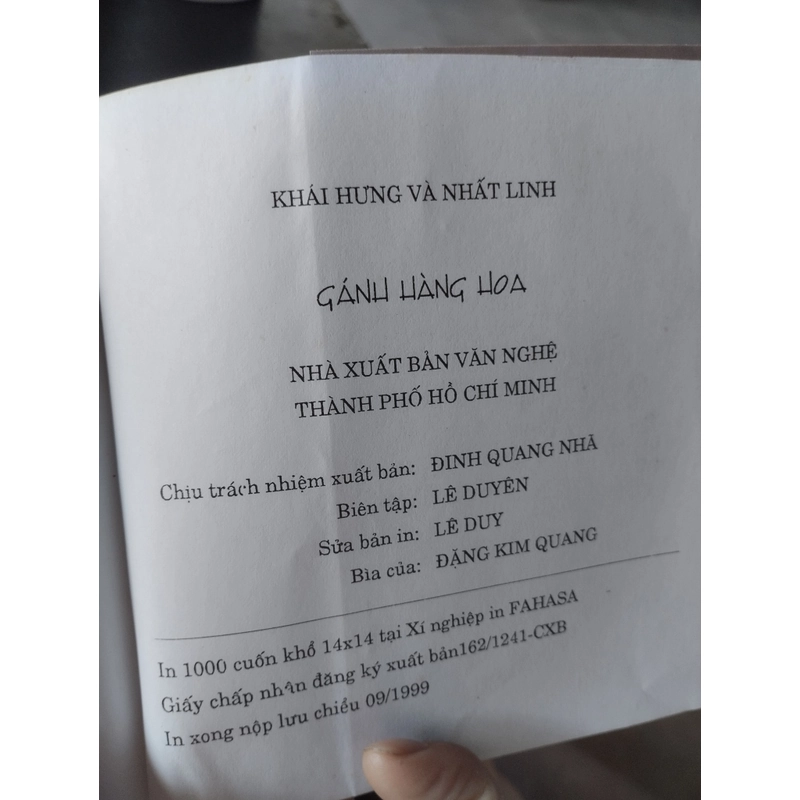 KHÁI HƯNG VÀ NHẤT LINH
GÁNH HÀNG HOA
NHÀ XUẤT BẢN VĂN NGHỆ
THÀNH PHỐ HỒ CHÍ MINH
Chịu trách nhiệm xuất bản: ĐINH QUANG NHÃ
Biên tập: LÊ DUYÊN
Sửa bản in: LÊ DUY
Bìa của: ĐẶNG KIM QUANG
In 1000 cuốn khổ 14x14 tại Xí nghiệp in FAHASA
Giấy chấp nhận đăng ký xuất bản162/1241-CXB
In xong nộp lưu chiểu 09/1999